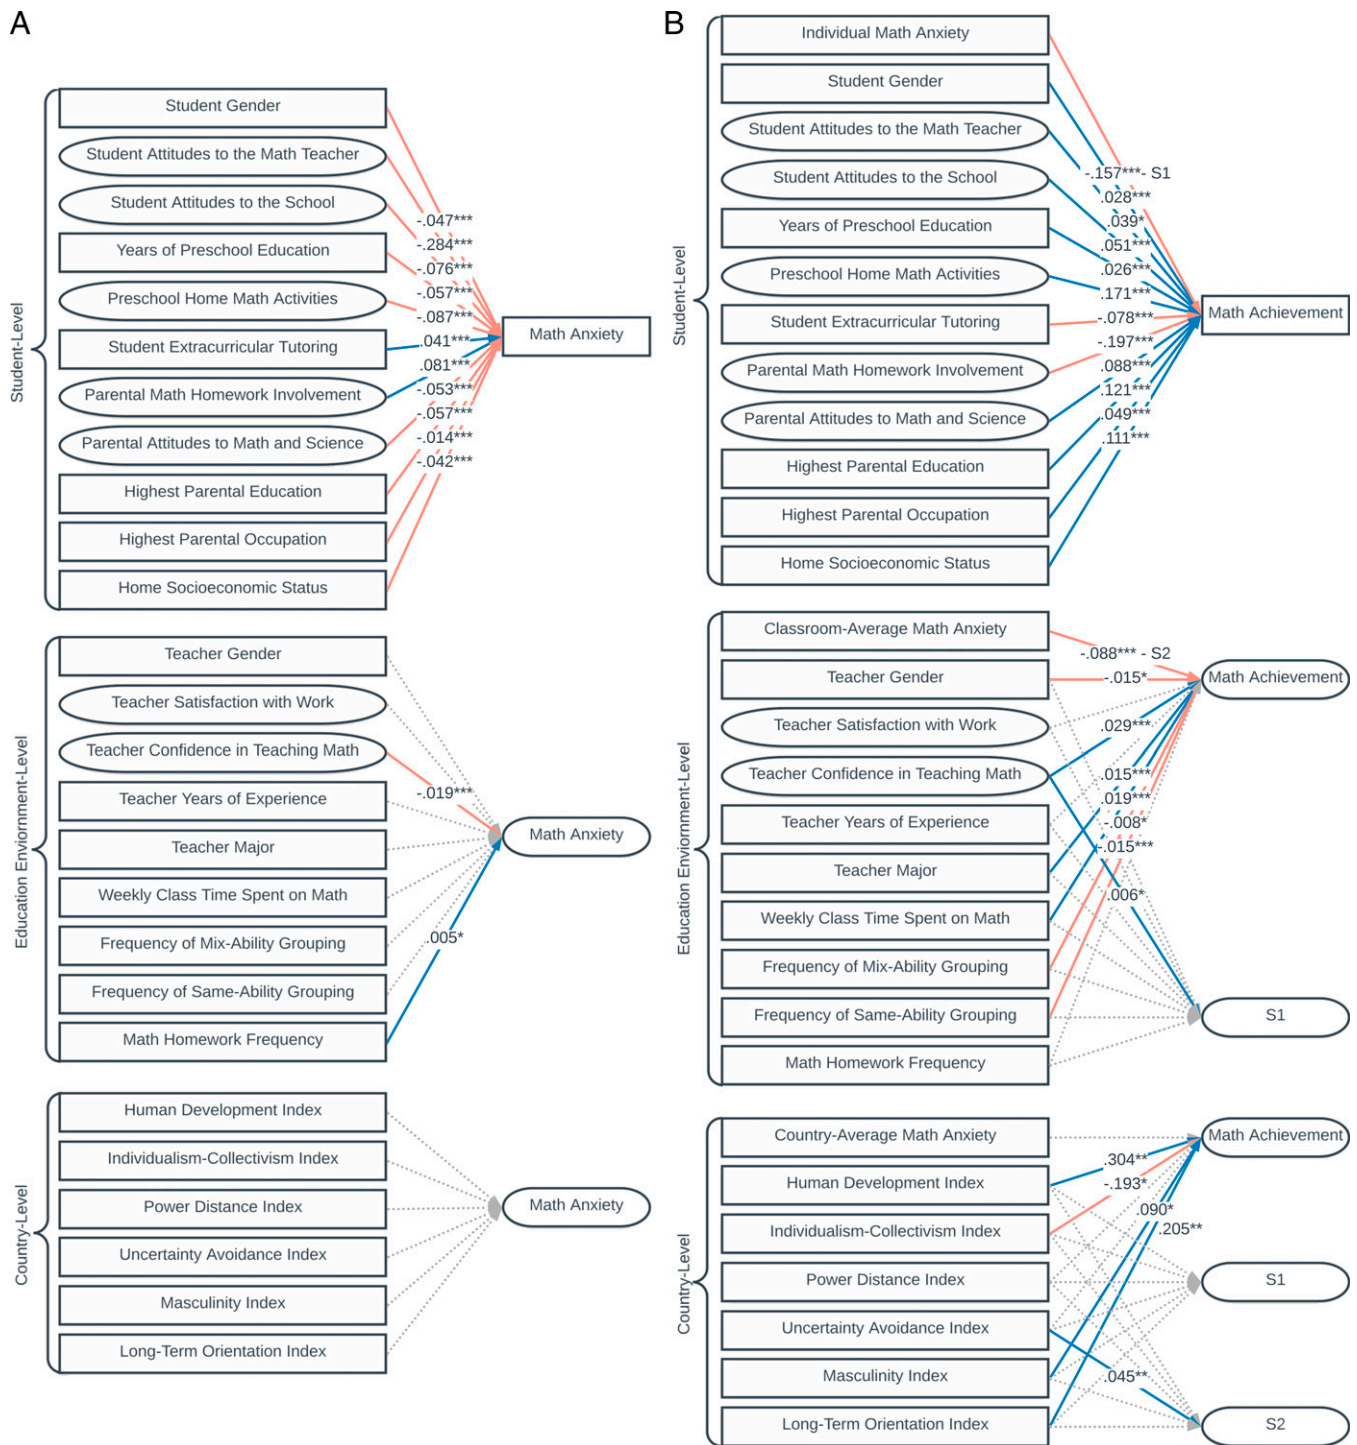 A
Student-Level
Student Gender
Student Attitudes to the Math Teacher
Student Attitudes to the School
Years of Preschool Education
Preschool Home Math Activities
Student Extracurricular Tutoring
Parental Math Homework Involvement
Parental Attitudes to Math and Science
Highest Parental Education
Highest Parental Occupation
Home Socioeconomic Status
-.047***
-.284***
-.076***
-.057***
-.087***
.041***
.081***
-.053***
-.057***
-.014***
-.042***
Math Anxiety
Education Enviornment-Level
Teacher Gender
Teacher Satisfaction with Work
Teacher Confidence in Teaching Math
Teacher Years of Experience
Teacher Major
Weekly Class Time Spent on Math
Frequency of Mix-Ability Grouping
Frequency of Same-Ability Grouping
Math Homework Frequency
-.019***
.005*
Math Anxiety
Country-Level
Human Development Index
Individualism-Collectivism Index
Power Distance Index
Uncertainty Avoidance Index
Masculinity Index
Long-Term Orientation Index
Math Anxiety
B
Student-Level
Individual Math Anxiety
Student Gender
Student Attitudes to the Math Teacher
Student Attitudes to the School
Years of Preschool Education
Preschool Home Math Activities
Student Extracurricular Tutoring
Parental Math Homework Involvement
Parental Attitudes to Math and Science
Highest Parental Education
Highest Parental Occupation
Home Socioeconomic Status
-.157***- S1
.028***
.039*
.051***
.026***
.171***
-.078***
-.197***
.088***
.121***
.049***
.111***
Math Achievement
Education Enviornment-Level
Classroom-Average Math Anxiety
Teacher Gender
Teacher Satisfaction with Work
Teacher Confidence in Teaching Math
Teacher Years of Experience
Teacher Major
Weekly Class Time Spent on Math
Frequency of Mix-Ability Grouping
Frequency of Same-Ability Grouping
Math Homework Frequency
-.088*** - S2
-.015*
.029***
.015***
.019***
-.008*
-.015***
.006*
Math Achievement
S1
Country-Level
Country-Average Math Anxiety
Human Development Index
Individualism-Collectivism Index
Power Distance Index
Uncertainty Avoidance Index
Masculinity Index
Long-Term Orientation Index
.304**
-.193*
.090*
.205**
.045**
Math Achievement
S1
S2